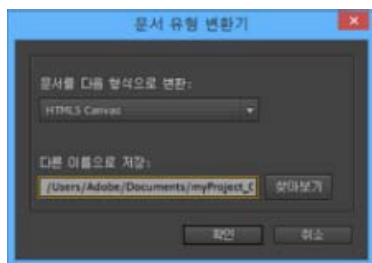 문서 유형 변환기
문서를 다음 형식으로 변환:
HTML5 Canvas
다른 이름으로 저장:
/Users/Adobe/Documents/myProject_C
찾아보기
확인
취소